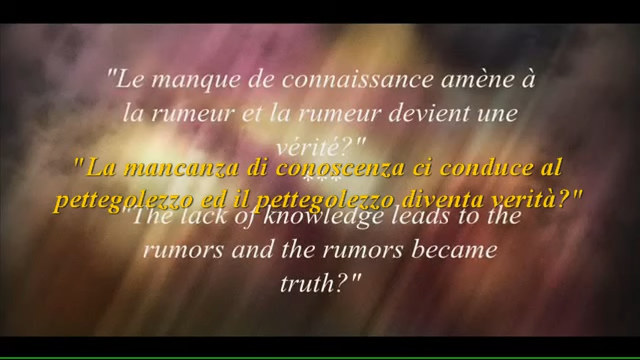 "Le manque de connaissance amène à
la rumeur et la rumeur devient une
vérité?"
"La mancanza di conoscenza ci conduce al
***
pettegolezzo ed il pettegolezzo diventa verità?"
"The lack of knowledge leads to the
rumors and the rumors became
truth?"